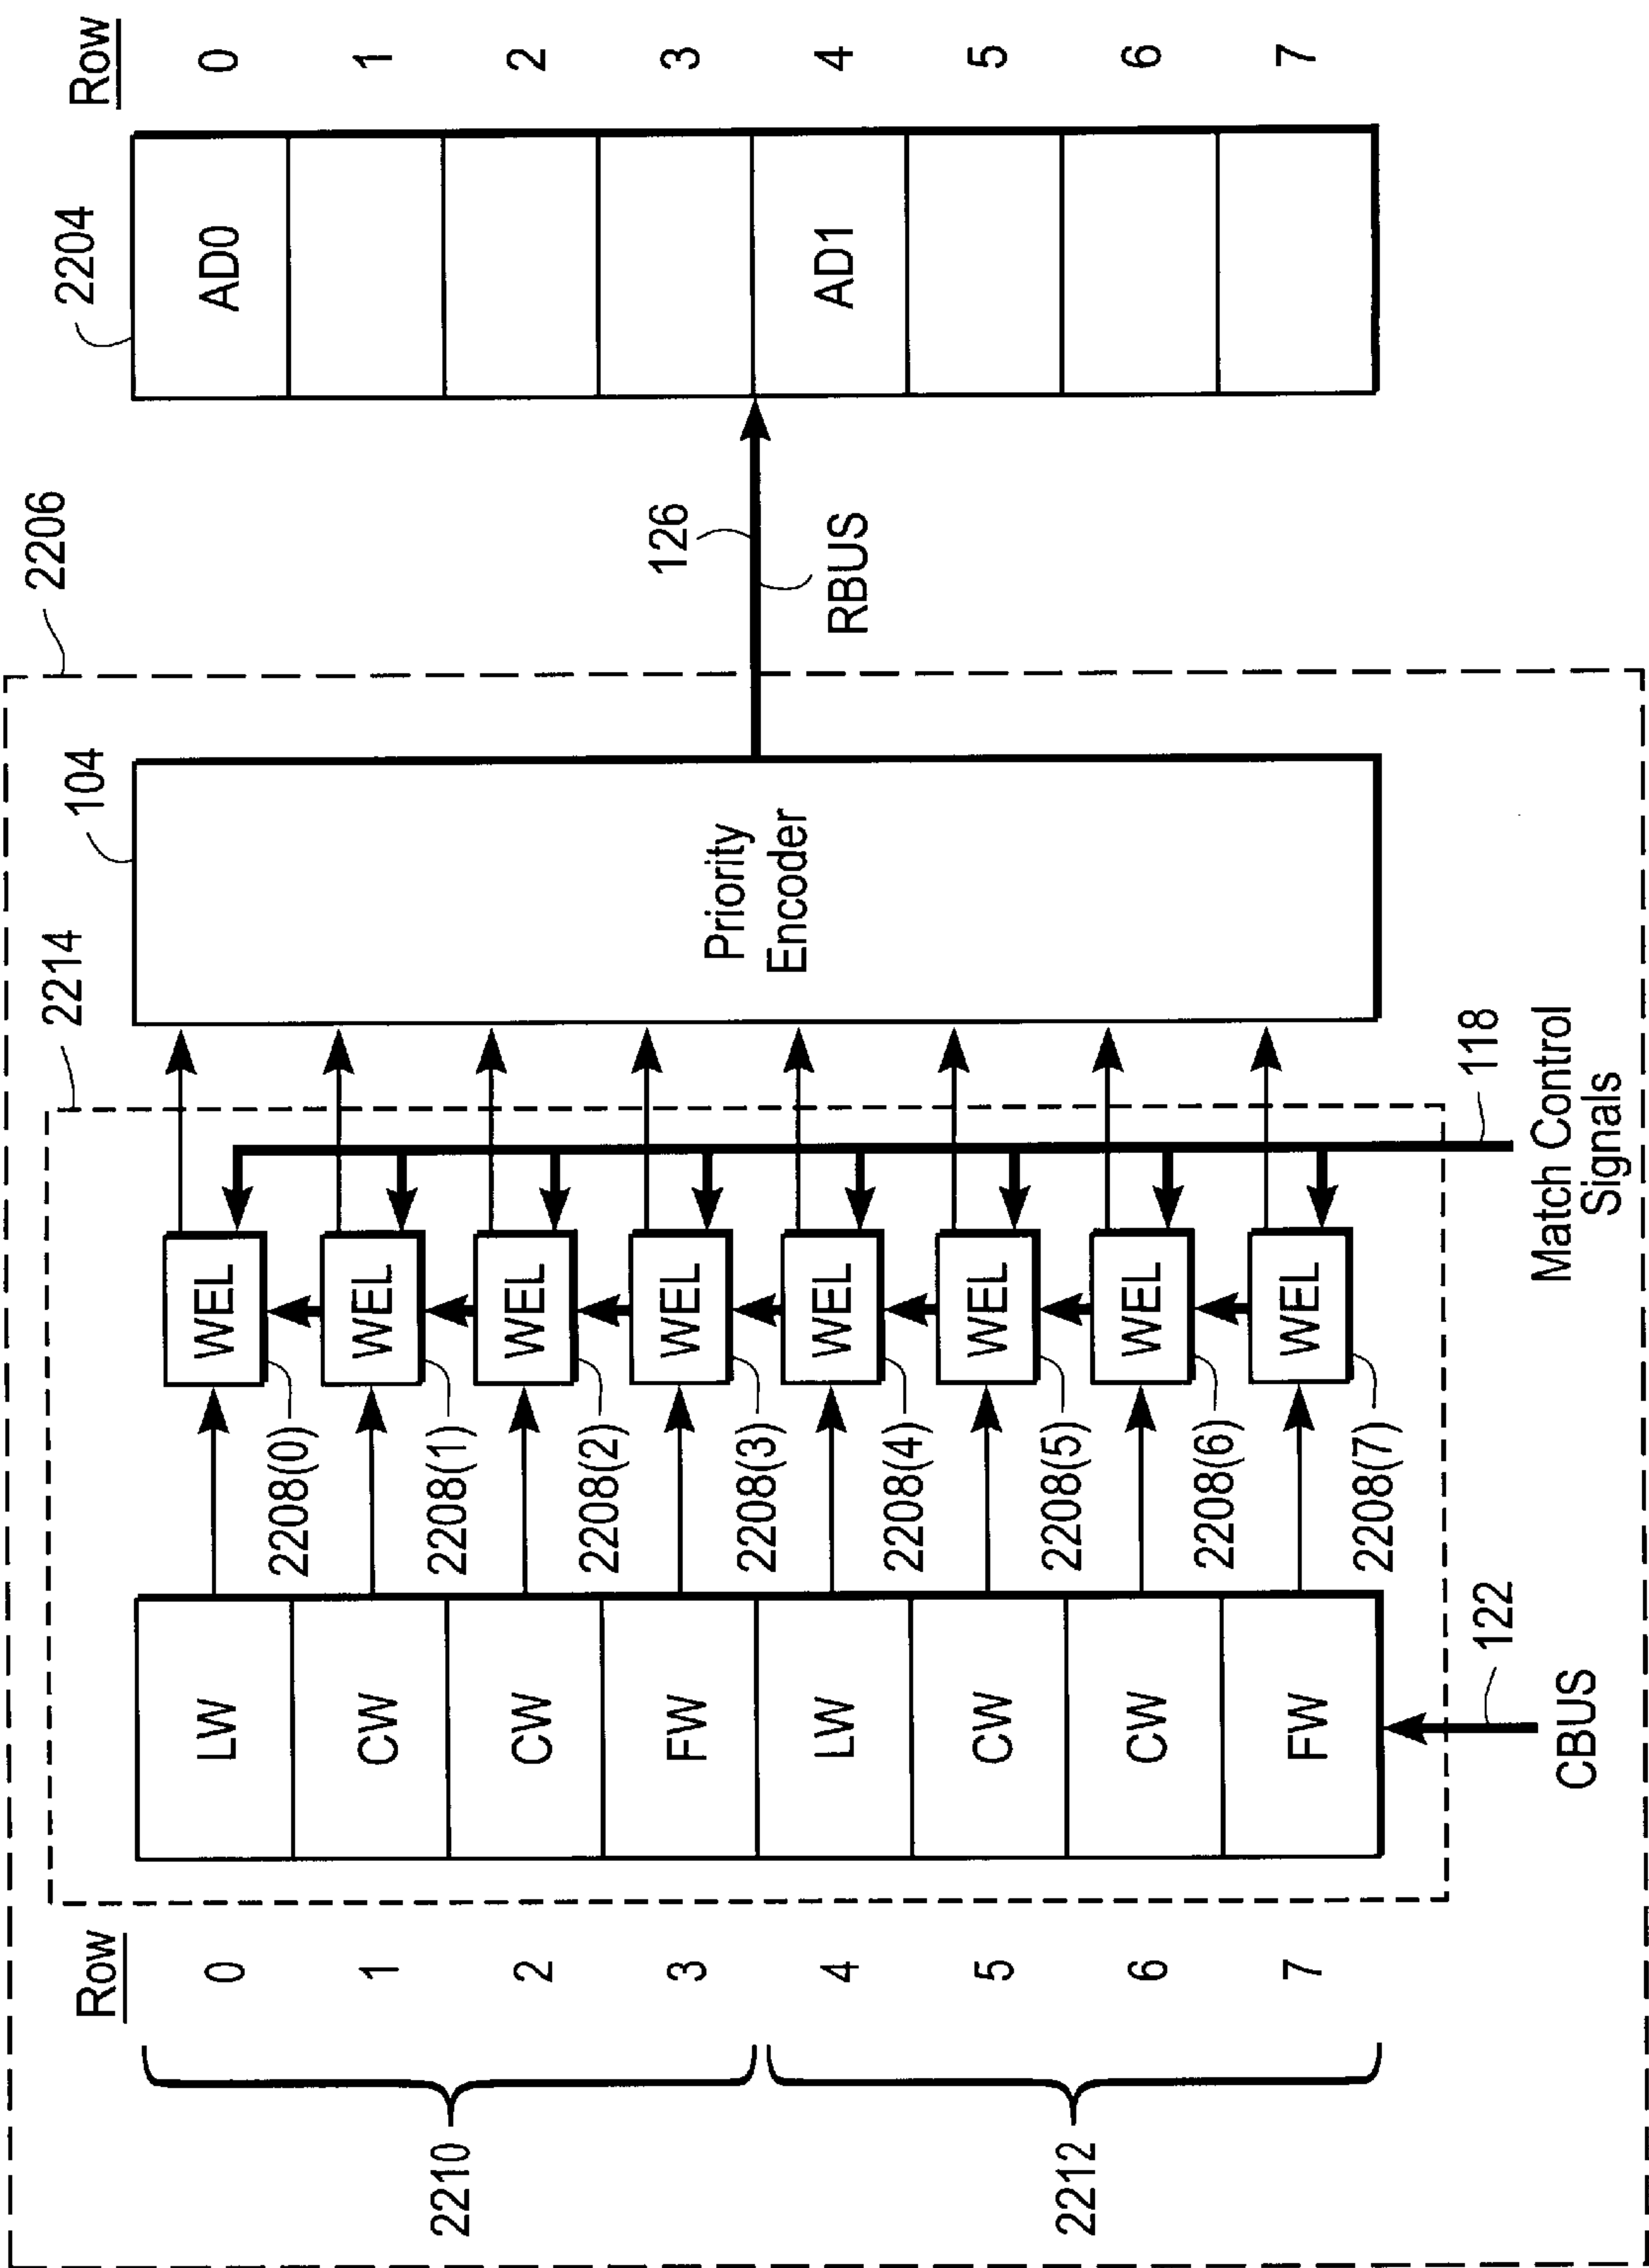 2206
2214
104
2204
Row
Row
0
LW
WEL
2208(0)
AD0
0
1
CW
WEL
2208(1)
1
2
CW
WEL
2208(2)
2
3
FW
WEL
2208(3)
3
4
LW
WEL
2208(4)
AD1
4
5
CW
WEL
2208(5)
5
6
CW
WEL
2208(6)
6
7
FW
WEL
2208(7)
7
2210
2212
Priority
Encoder
126
RBUS
122
CBUS
118
Match Control
Signals